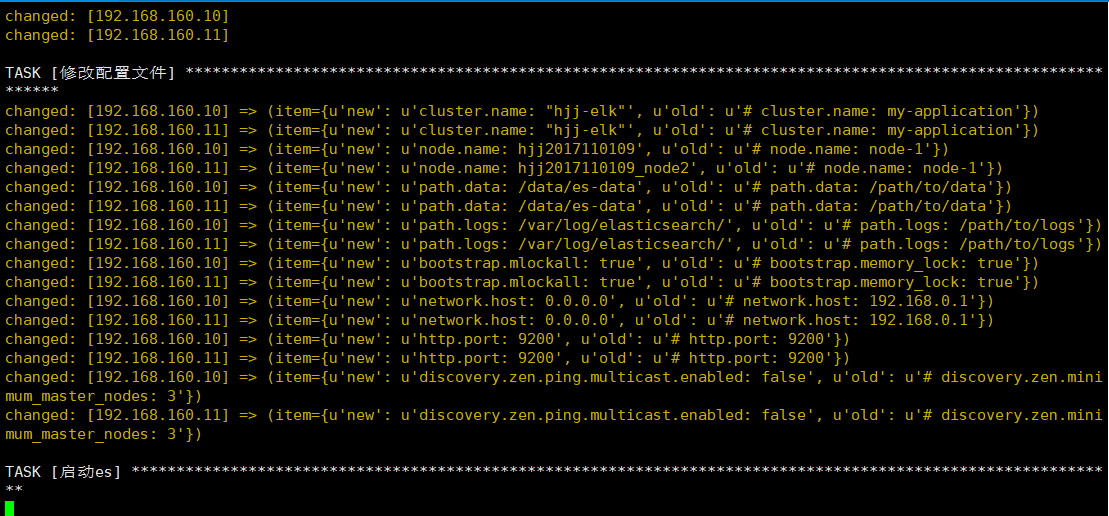 changed: [192.168.160.10]
changed: [192.168.160.11]
TASK [修改配置文件] ******************************************************************************************************
******
changed: [192.168.160.10] => (item={u'new': u'cluster.name: "hjj-elk"', u'old': u'# cluster.name: my-application'})
changed: [192.168.160.11] => (item={u'new': u'cluster.name: "hjj-elk"', u'old': u'# cluster.name: my-application'})
changed: [192.168.160.10] => (item={u'new': u'node.name: hjj2017110109', u'old': u'# node.name: node-1'})
changed: [192.168.160.11] => (item={u'new': u'node.name: hjj2017110109_node2', u'old': u'# node.name: node-1'})
changed: [192.168.160.10] => (item={u'new': u'path.data: /data/es-data', u'old': u'# path.data: /path/to/data'})
changed: [192.168.160.11] => (item={u'new': u'path.data: /data/es-data', u'old': u'# path.data: /path/to/data'})
changed: [192.168.160.10] => (item={u'new': u'path.logs: /var/log/elasticsearch/', u'old': u'# path.logs: /path/to/logs'})
changed: [192.168.160.11] => (item={u'new': u'path.logs: /var/log/elasticsearch/', u'old': u'# path.logs: /path/to/logs'})
changed: [192.168.160.10] => (item={u'new': u'bootstrap.mlockall: true', u'old': u'# bootstrap.memory_lock: true'})
changed: [192.168.160.11] => (item={u'new': u'bootstrap.mlockall: true', u'old': u'# bootstrap.memory_lock: true'})
changed: [192.168.160.10] => (item={u'new': u'network.host: 0.0.0.0', u'old': u'# network.host: 192.168.0.1'})
changed: [192.168.160.11] => (item={u'new': u'network.host: 0.0.0.0', u'old': u'# network.host: 192.168.0.1'})
changed: [192.168.160.10] => (item={u'new': u'http.port: 9200', u'old': u'# http.port: 9200'})
changed: [192.168.160.11] => (item={u'new': u'http.port: 9200', u'old': u'# http.port: 9200'})
changed: [192.168.160.10] => (item={u'new': u'discovery.zen.ping.multicast.enabled: false', u'old': u'# discovery.zen.mini
mum_master_nodes: 3'})
changed: [192.168.160.11] => (item={u'new': u'discovery.zen.ping.multicast.enabled: false', u'old': u'# discovery.zen.mini
mum_master_nodes: 3'})
TASK [启动es] ************************************************************************************************************
**